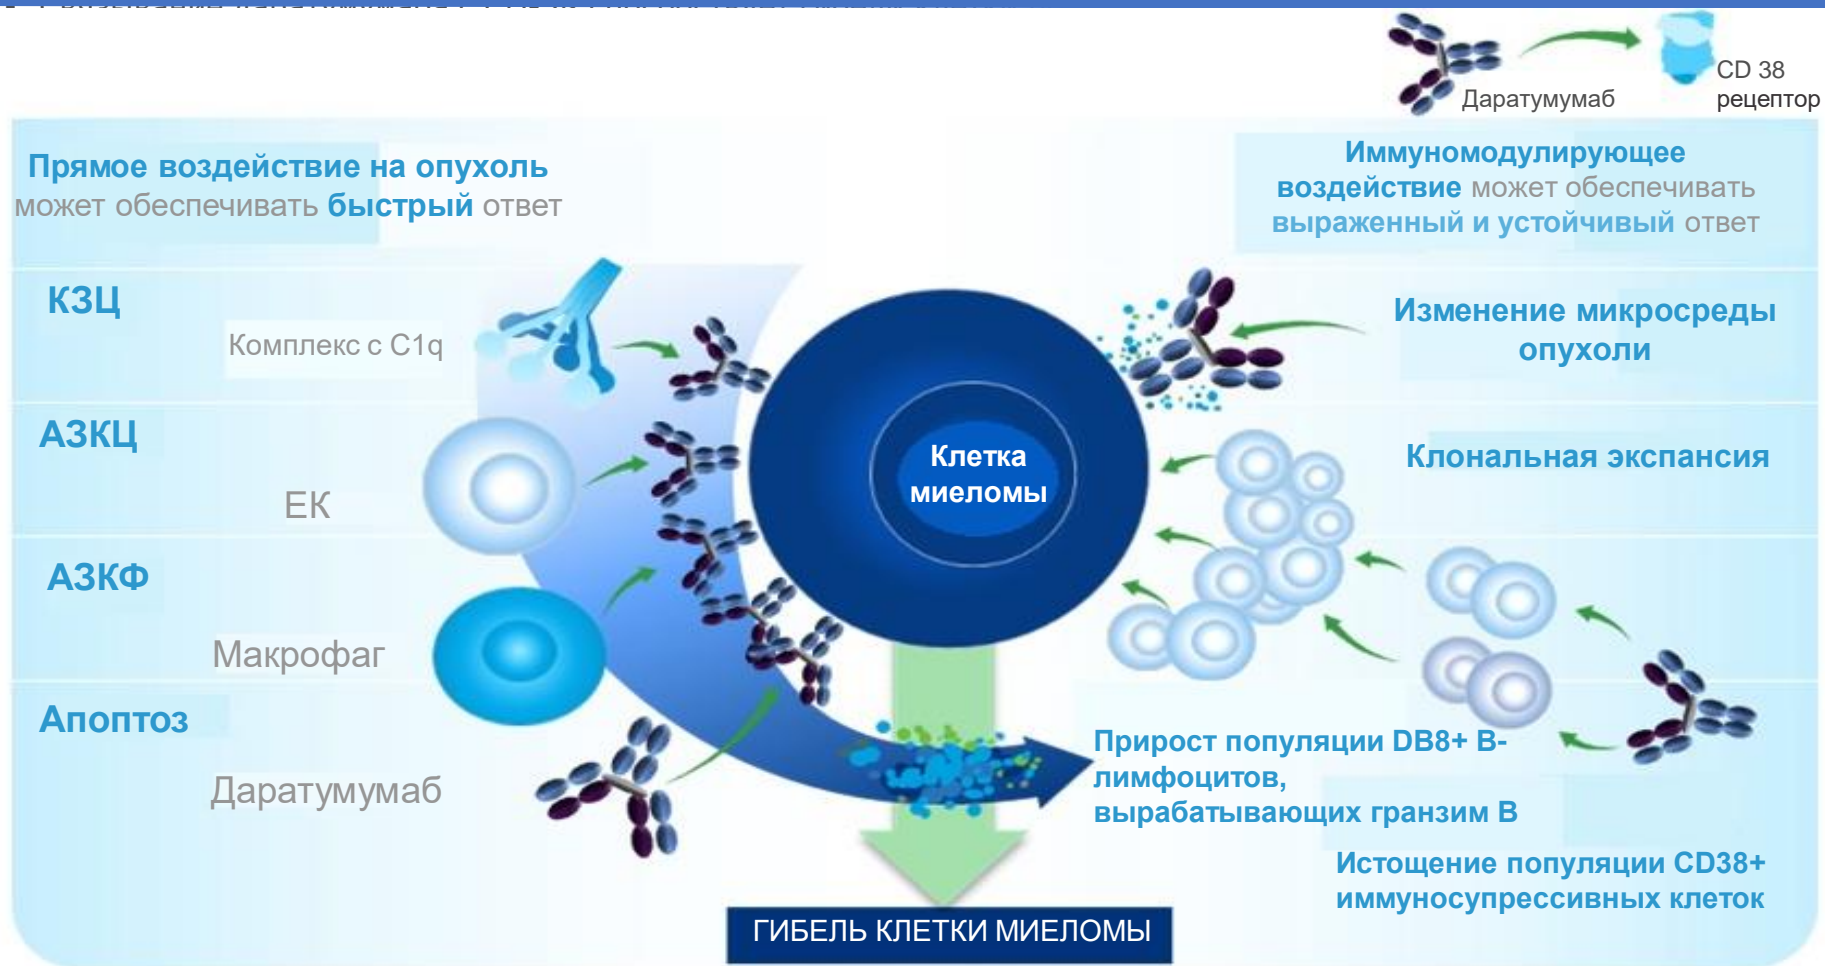 Даратумумаб
CD 38
рецептор
Прямое воздействие на опухоль
может обеспечивать быстрый ответ
Иммуномодулирующее
воздействие может обеспечивать
выраженный и устойчивый ответ
КЗЦ
Комплекс с C1q
Изменение микросреды
опухоли
АЗКЦ
ЕК
Клетка
миеломы
Клональная экспансия
АЗКФ
Макрофаг
Апоптоз
Даратумумаб
Прирост популяции DB8+ В-
лимфоцитов,
вырабатывающих гранзим В
Истощение популяции CD38+
иммуносупрессивных клеток
ГИБЕЛЬ КЛЕТКИ МИЕЛОМЫ